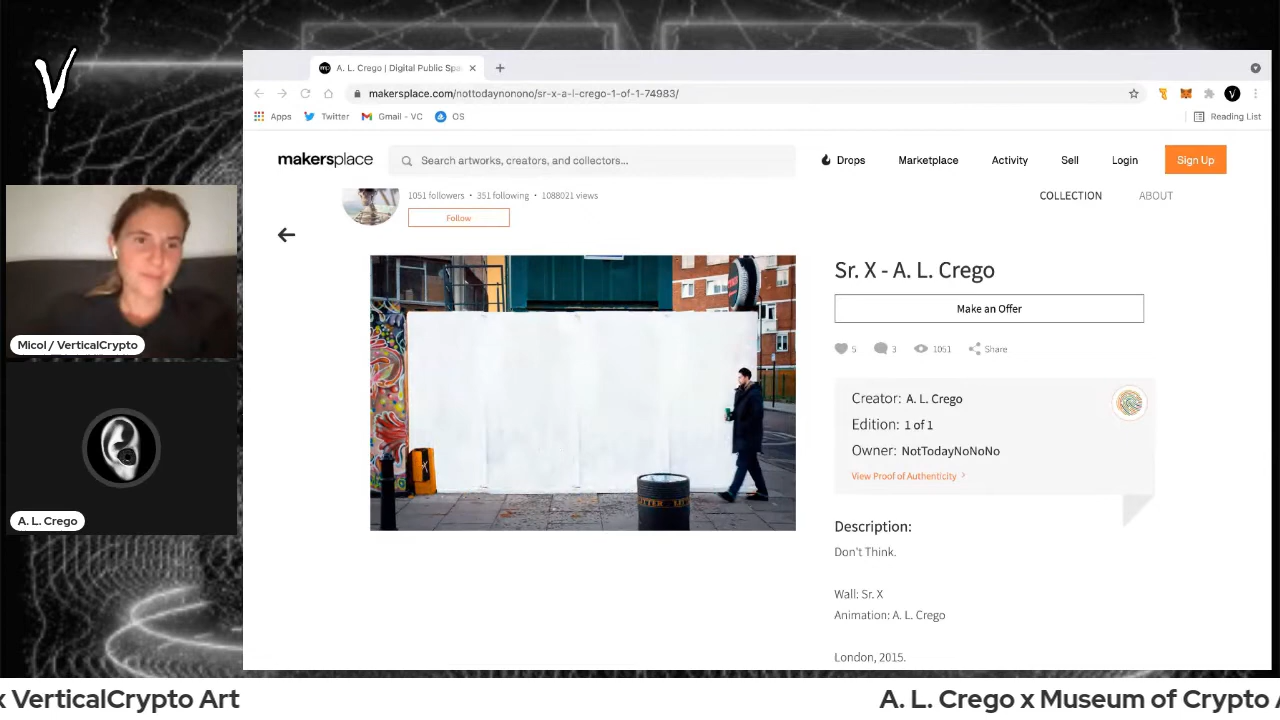 V
A. L. Crego | Digital Public Spa
makersplace.com/nottodaynonono/sr-x-a-l-crego-1-of-1-74983/
Apps Twitter Gmail - VC OS Reading List
makersplace Search artworks, creators, and collectors... Drops Marketplace Activity Sell Login Sign Up
1051 followers • 351 following • 1088021 views
COLLECTION ABOUT
Follow
Sr. X - A. L. Crego
Make an Offer
5 3 1051 Share
Creator: A. L. Crego
Edition: 1 of 1
Owner: NotTodayNoNoNo
View Proof of Authenticity
Description:
Don't Think.
Wall: Sr. X
Animation: A. L. Crego
London, 2015.
Micol / VerticalCrypto
A. L. Crego
x VerticalCrypto Art
A. L. Crego x Museum of Crypto A